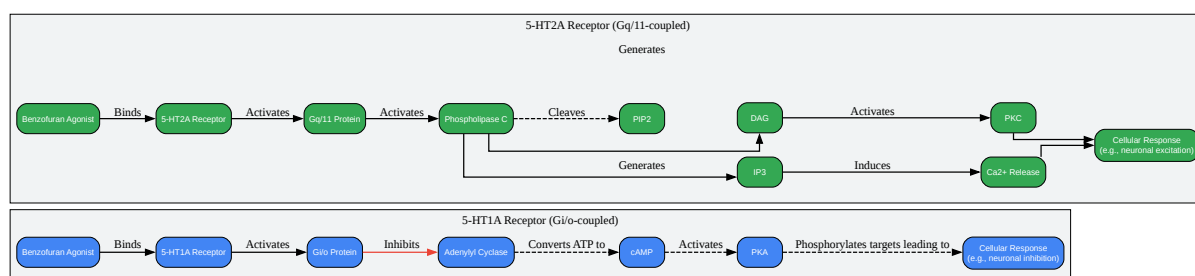 5-HT2A Receptor (Gq/11-coupled)
Generates
Benzofuran Agonist
Binds
5-HT2A Receptor
Activates
Gq/11 Protein
Activates
Phospholipase C
Cleaves
PIP2
DAG
Activates
PKC
Cellular Response
(e.g., neuronal excitation)
Generates
IP3
Induces
Ca2+ Release
5-HT1A Receptor (Gi/o-coupled)
Benzofuran Agonist
Binds
5-HT1A Receptor
Activates
Gi/o Protein
Inhibits
Adenylyl Cyclase
Converts ATP to
cAMP
Activates
PKA
Phosphorylates targets leading to
Cellular Response
(e.g., neuronal inhibition)